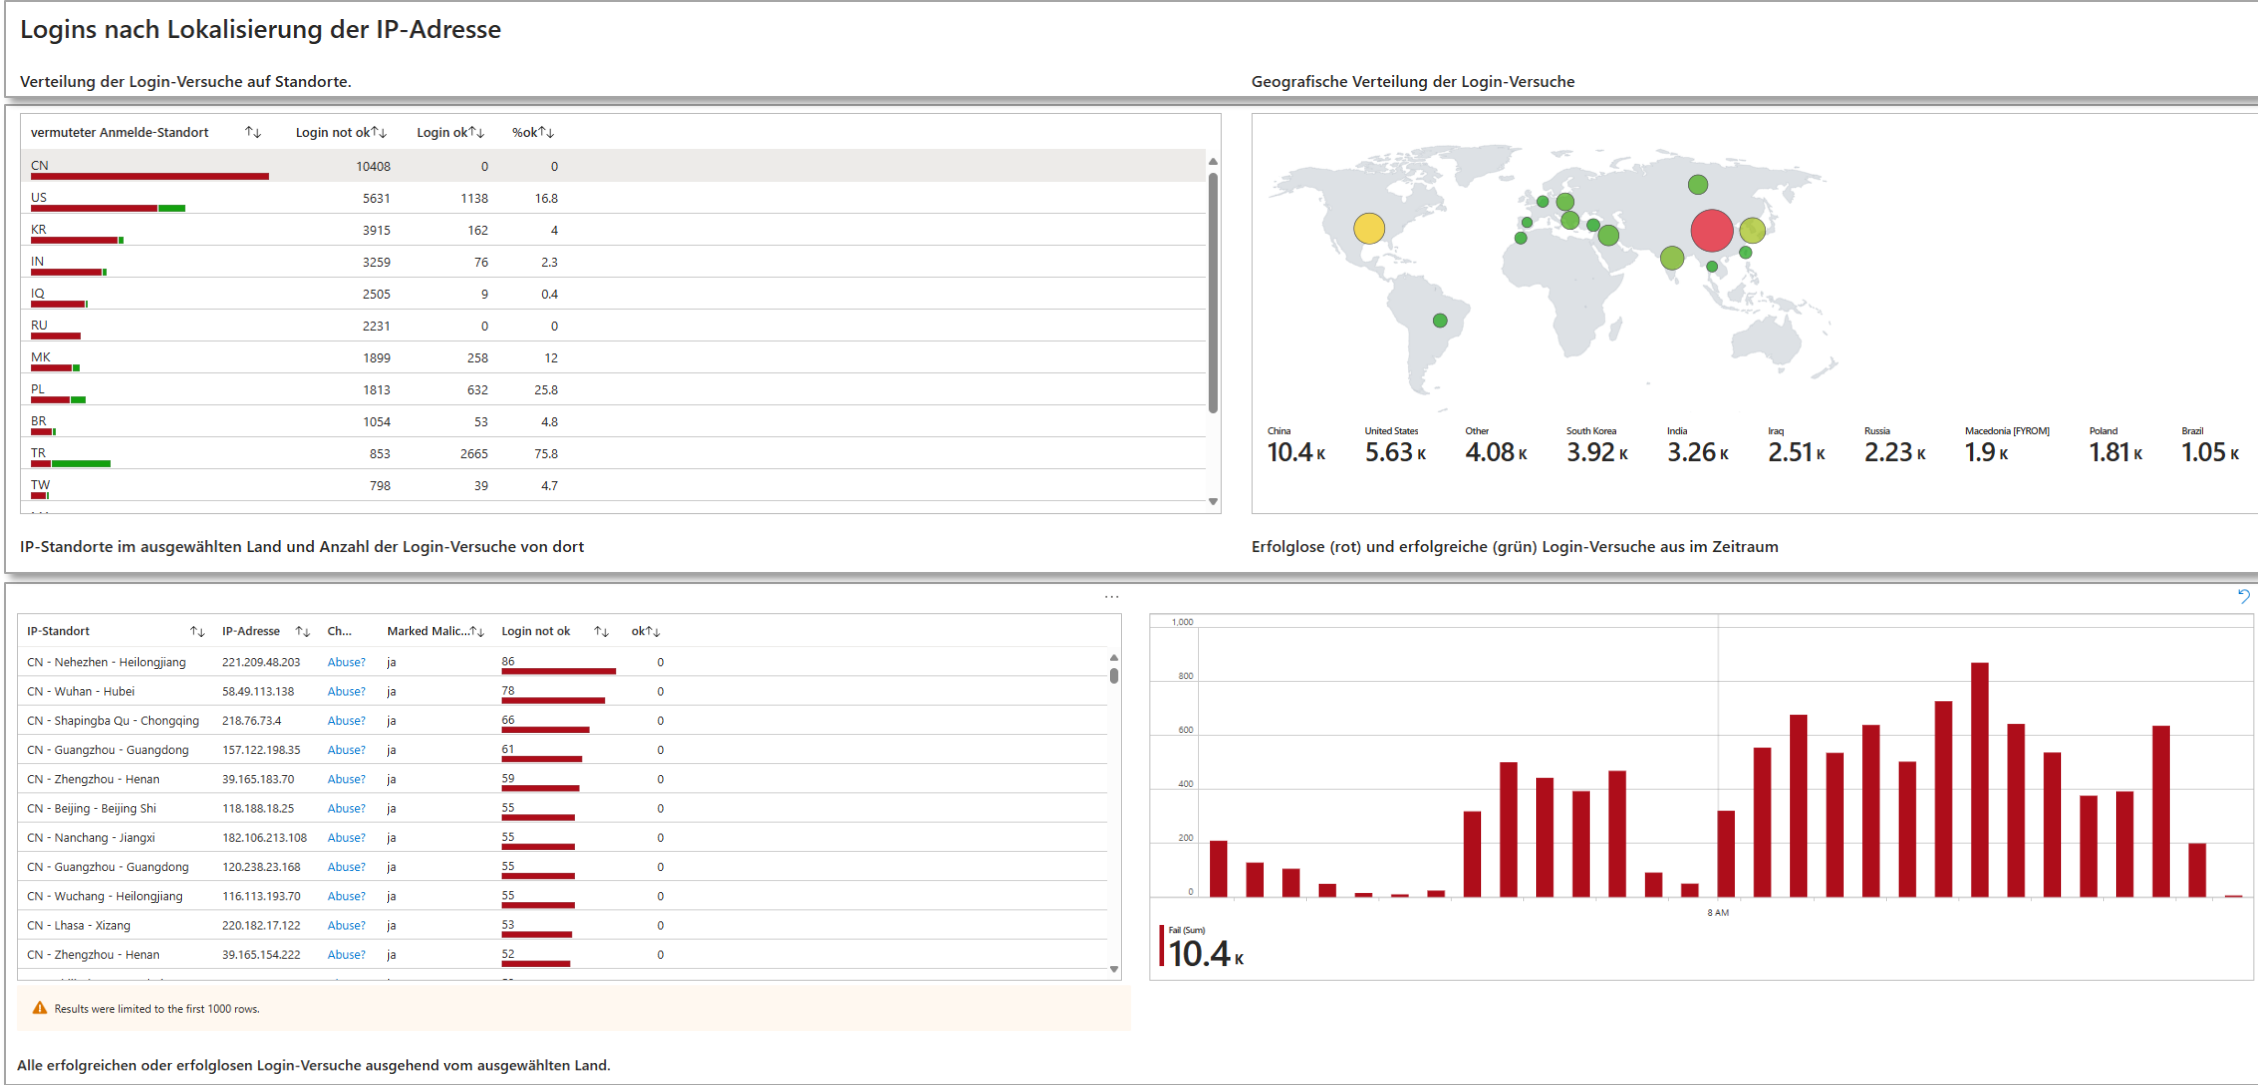 Logins nach Lokalisierung der IP-Adresse
Verteilung der Login-Versuche auf Standorte.
Geografische Verteilung der Login-Versuche
vermuteter Anmelde-Standort ↑↓ Login not ok↑↓ Login ok↑↓ %ok↑↓
CN 10408 0 0
US 5631 1138 16.8
KR 3915 162 4
IN 3259 76 2.3
IQ 2505 9 0.4
RU 2231 0 0
MK 1899 258 12
PL 1813 632 25.8
BR 1054 53 4.8
TR 853 2665 75.8
TW 798 39 4.7
China United States Other South Korea India Iraq Russia Macedonia [FYROM] Poland Brazil
10.4 K 5.63 K 4.08 K 3.92 K 3.26 K 2.51 K 2.23 K 1.9 K 1.81 K 1.05 K
IP-Standorte im ausgewählten Land und Anzahl der Login-Versuche von dort
Erfolglose (rot) und erfolgreiche (grün) Login-Versuche aus im Zeitraum
...
IP-Standort ↑↓ IP-Adresse ↑↓ Ch... Marked Malic...↑↓ Login not ok ↑↓ ok↑↓
CN - Nehezhen - Heilongjiang 221.209.48.203 Abuse? ja 86 0
CN - Wuhan - Hubei 58.49.113.138 Abuse? ja 78 0
CN - Shapingba Qu - Chongqing 218.76.73.4 Abuse? ja 66 0
CN - Guangzhou - Guangdong 157.122.198.35 Abuse? ja 61 0
CN - Zhengzhou - Henan 39.165.183.70 Abuse? ja 59 0
CN - Beijing - Beijing Shi 118.188.18.25 Abuse? ja 55 0
CN - Nanchang - Jiangxi 182.106.213.108 Abuse? ja 55 0
CN - Guangzhou - Guangdong 120.238.23.168 Abuse? ja 55 0
CN - Wuchang - Heilongjiang 116.113.193.70 Abuse? ja 55 0
CN - Lhasa - Xizang 220.182.17.122 Abuse? ja 53 0
CN - Zhengzhou - Henan 39.165.154.222 Abuse? ja 52 0
1,000
800
600
400
200
0
8 AM
Fail (Sum)
10.4 K
Results were limited to the first 1000 rows.
Alle erfolgreichen oder erfolglosen Login-Versuche ausgehend vom ausgewählten Land.